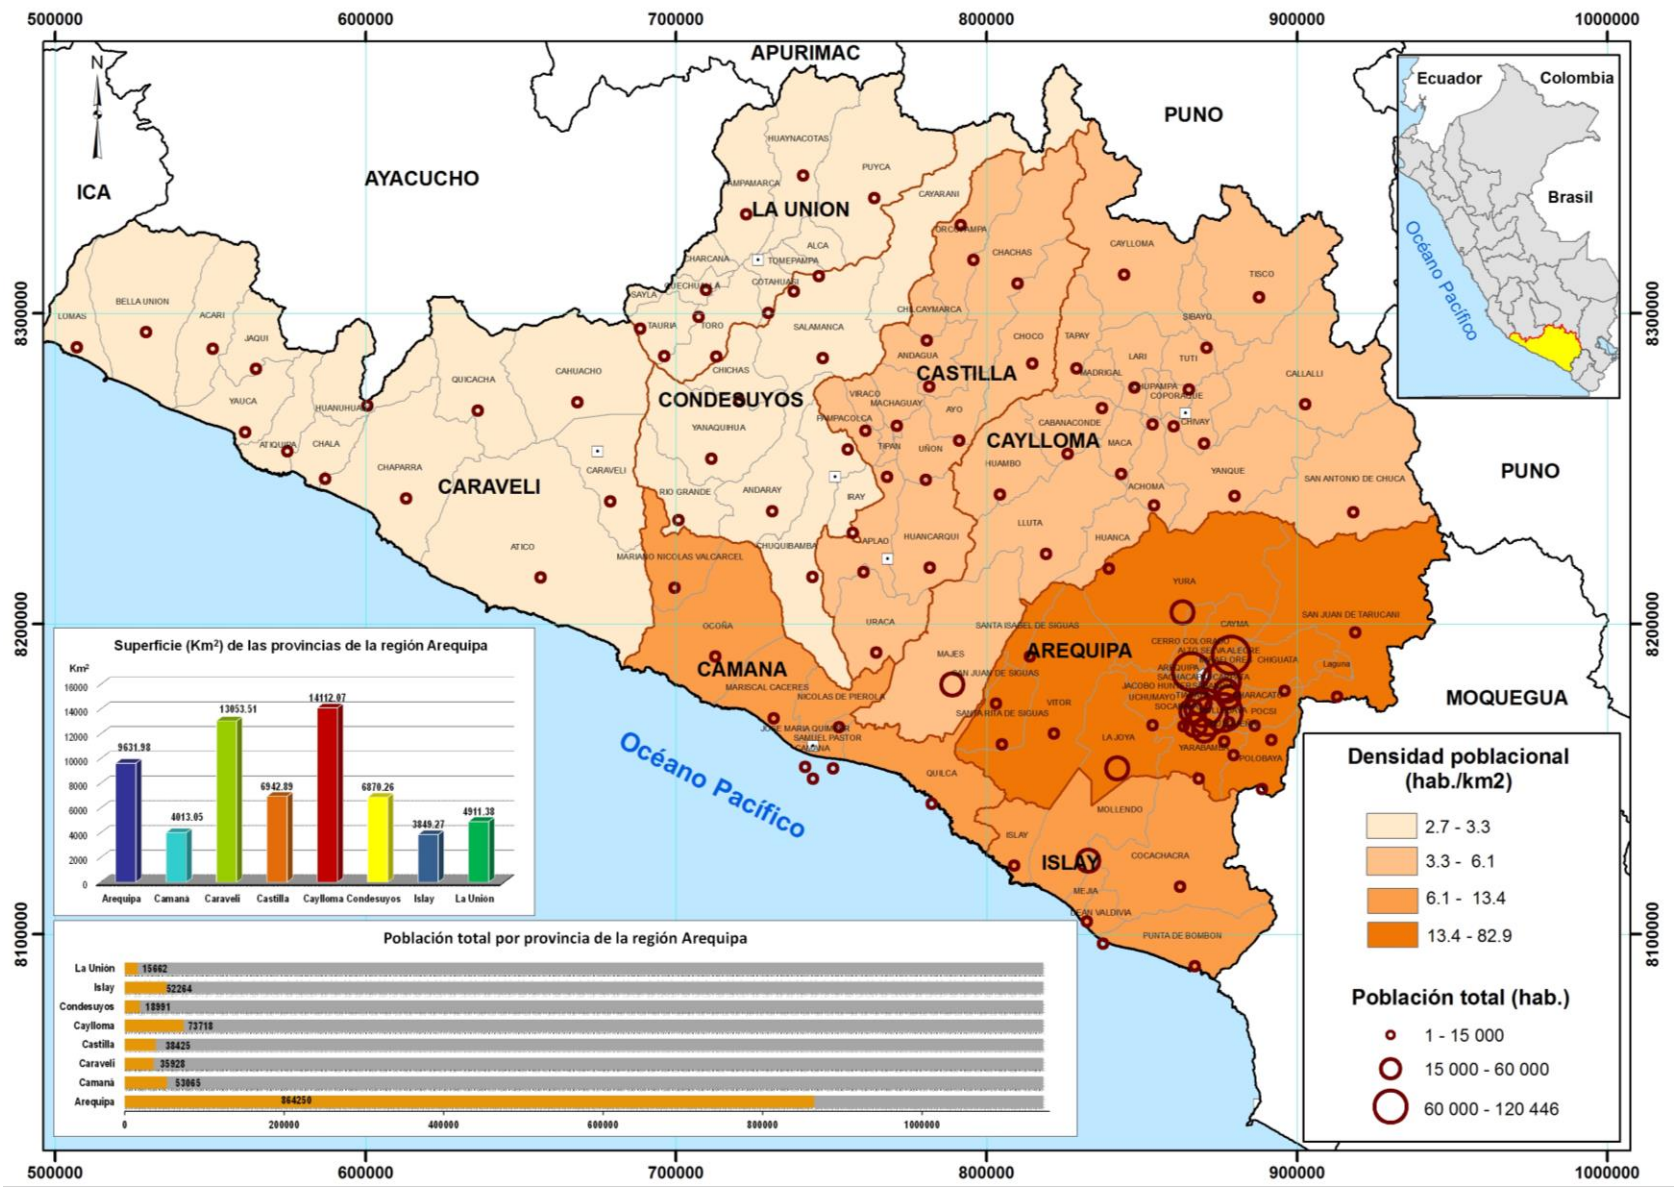 500000 600000 700000 800000 900000 1000000
APURIMAC
N
Ecuador Colombia
PUNO
HUAYNACOTAS
PUYCA
AYACUCHO
ICA
CAYARANI
Brasil
LA UNION
Océano Pacífico
ALCA
CAYLLOMA
CHACHAS
TOMEPAMPA
TISCO
COTAHUASI
SAYLA
BELLA UNION
LOMAS
ACARI
8300000
8300000
TAURIA
TORO
SALAMANCA
CHILCAYMARCA
SIBAYO
JAQUI
CHOCO
TAPAY
ANDAGUA
LARI
TUTI
CAHUACHO
CHICHAS
CASTILLA
MADRIGAL
CALLALLI
QUICACHA
YAUCA
CONDESUYOS
VIRACO
MACHAGUAY
AYO
COPORAQUE
PAMPACOLCA
CABANACONDE
CHIVAY
YANAQUIHUA
ATIQUIPA
CHALA
TIPAN
UÑON
CAYLLOMA
MACA
CHAPARRA
CARAVELI
HUAMBO
YANQUE
PUNO
SAN ANTONIO DE CHUCA
CARAVELI
RIO GRANDE
ANDARAY
IRAY
ACHOMA
LLUTA
HUANCARQUI
HUANCA
ATICO
CHUQUIBAMBA
MARIANO NICOLAS VALCARCEL
YURA
8200000
8200000
SAN JUAN DE TARUCANI
URACA
OCOÑA
SANTA ISABEL DE SIGUAS
CAYMA
CERRO COLORADO
AREQUIPA
MAJES
CHIGUATA
Laguna
CAMANA
SAN JUAN DE SIGUAS
MARISCAL CACERES
NICOLAS DE PIEROLA
UCHUMAYO
MOQUEGUA
VITOR
SANTA RITA DE SIGUAS
POCSI
SAMUEL PASTOR
LA JOYA
YARABAMBA
POLOBAYA
Océano Pacífico
QUILCA
MOLLENDO
ISLAY
COCACHACRA
ISLAY
MEJIA
DEAN VALDIVIA
PUNTA DE BOMBON
8100000
8100000
Superficie (Km²) de las provincias de la región Arequipa
Km²
16000
14000
12000
10000
8000
6000
4000
2000
0
9631.98 4013.05 13053.51 6942.89 14112.07 6870.26 3849.27 4911.38
Arequipa Camaná Caravelí Castilla Caylloma Condesuyos Islay La Unión
Población total por provincia de la región Arequipa
La Unión 15662
Islay 52264
Condesuyos 18991
Caylloma 73718
Castilla 38425
Caraveli 35928
Camaná 53065
Arequipa 864250
0 200000 400000 600000 800000 1000000
Densidad poblacional
(hab./km2)
2.7 - 3.3
3.3 - 6.1
6.1 - 13.4
13.4 - 82.9
Población total (hab.)
1 - 15 000
15 000 - 60 000
60 000 - 120 446
500000 600000 700000 800000 900000 1000000